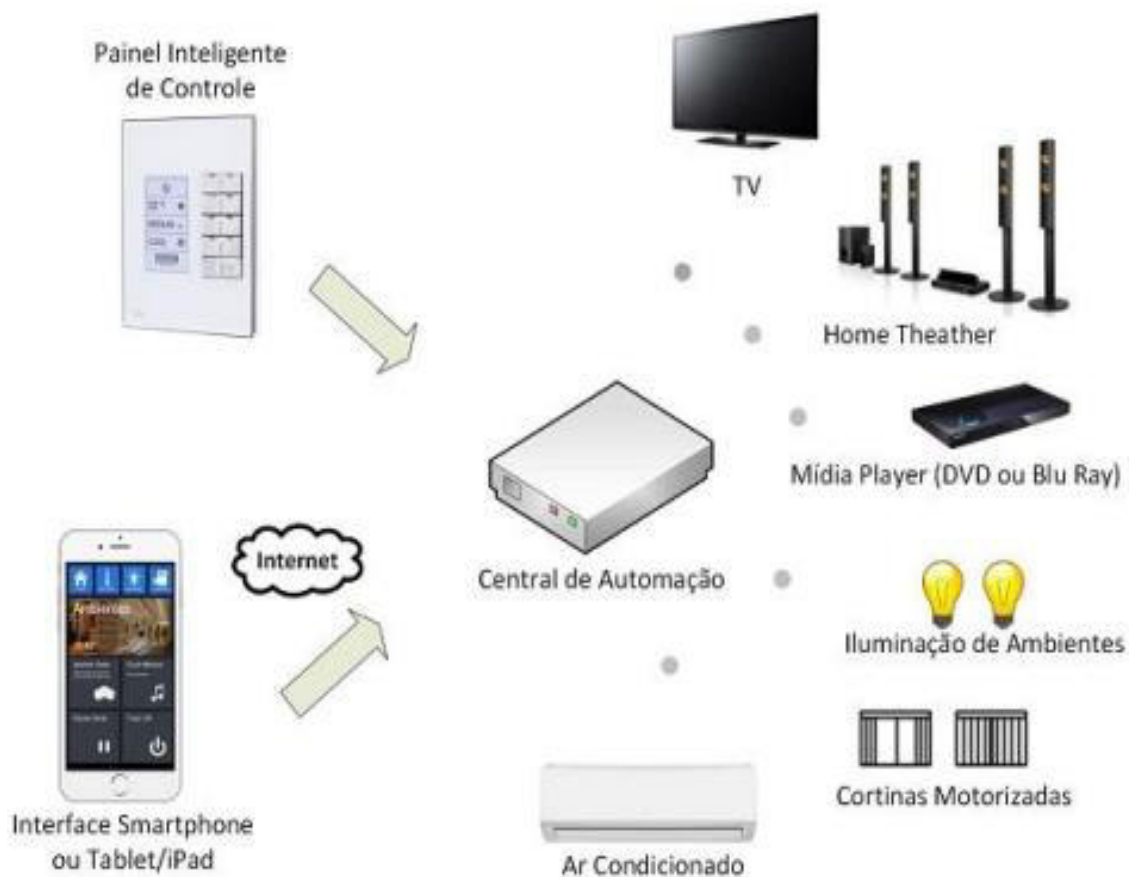 Painel Inteligente
de Controle
TV
Home Theather
Mídia Player (DVD ou Blu Ray)
Internet
Central de Automação
Ambientes
Iluminação de Ambientes
Cortinas Motorizadas
Interface Smartphone
ou Tablet/iPad
Ar Condicionado